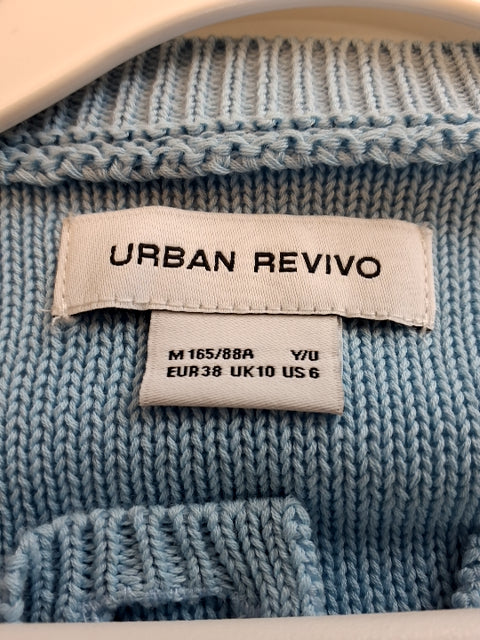 URBAN REVIVO
M 165/88A Y/U
EUR38 UK10 US6